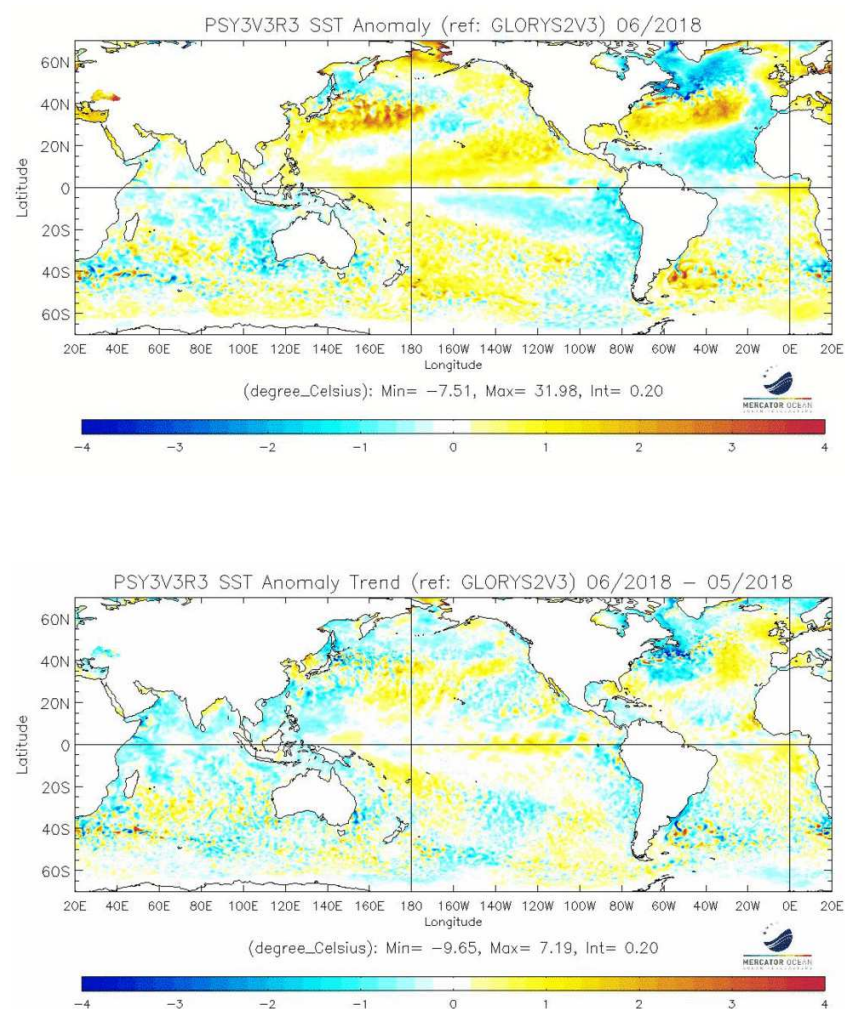 PSY3V3R3 SST Anomaly (ref: GLORYS2V3) 06/2018
60N
40N
20N
0
20S
40S
60S
Latitude
20E 40E 60E 80E 100E 120E 140E 160E 180 160W 140W 120W 100W 80W 60W 40W 20W 0E 20E
Longitude
(degree_Celsius): Min= -7.51, Max= 31.98, Int= 0.20
MERCATOR OCEAN
-4 -3 -2 -1 0 1 2 3 4
PSY3V3R3 SST Anomaly Trend (ref: GLORYS2V3) 06/2018 - 05/2018
60N
40N
20N
0
20S
40S
60S
Latitude
20E 40E 60E 80E 100E 120E 140E 160E 180 160W 140W 120W 100W 80W 60W 40W 20W 0E 20E
Longitude
(degree_Celsius): Min= -9.65, Max= 7.19, Int= 0.20
MERCATOR OCEAN
-4 -3 -2 -1 0 1 2 3 4